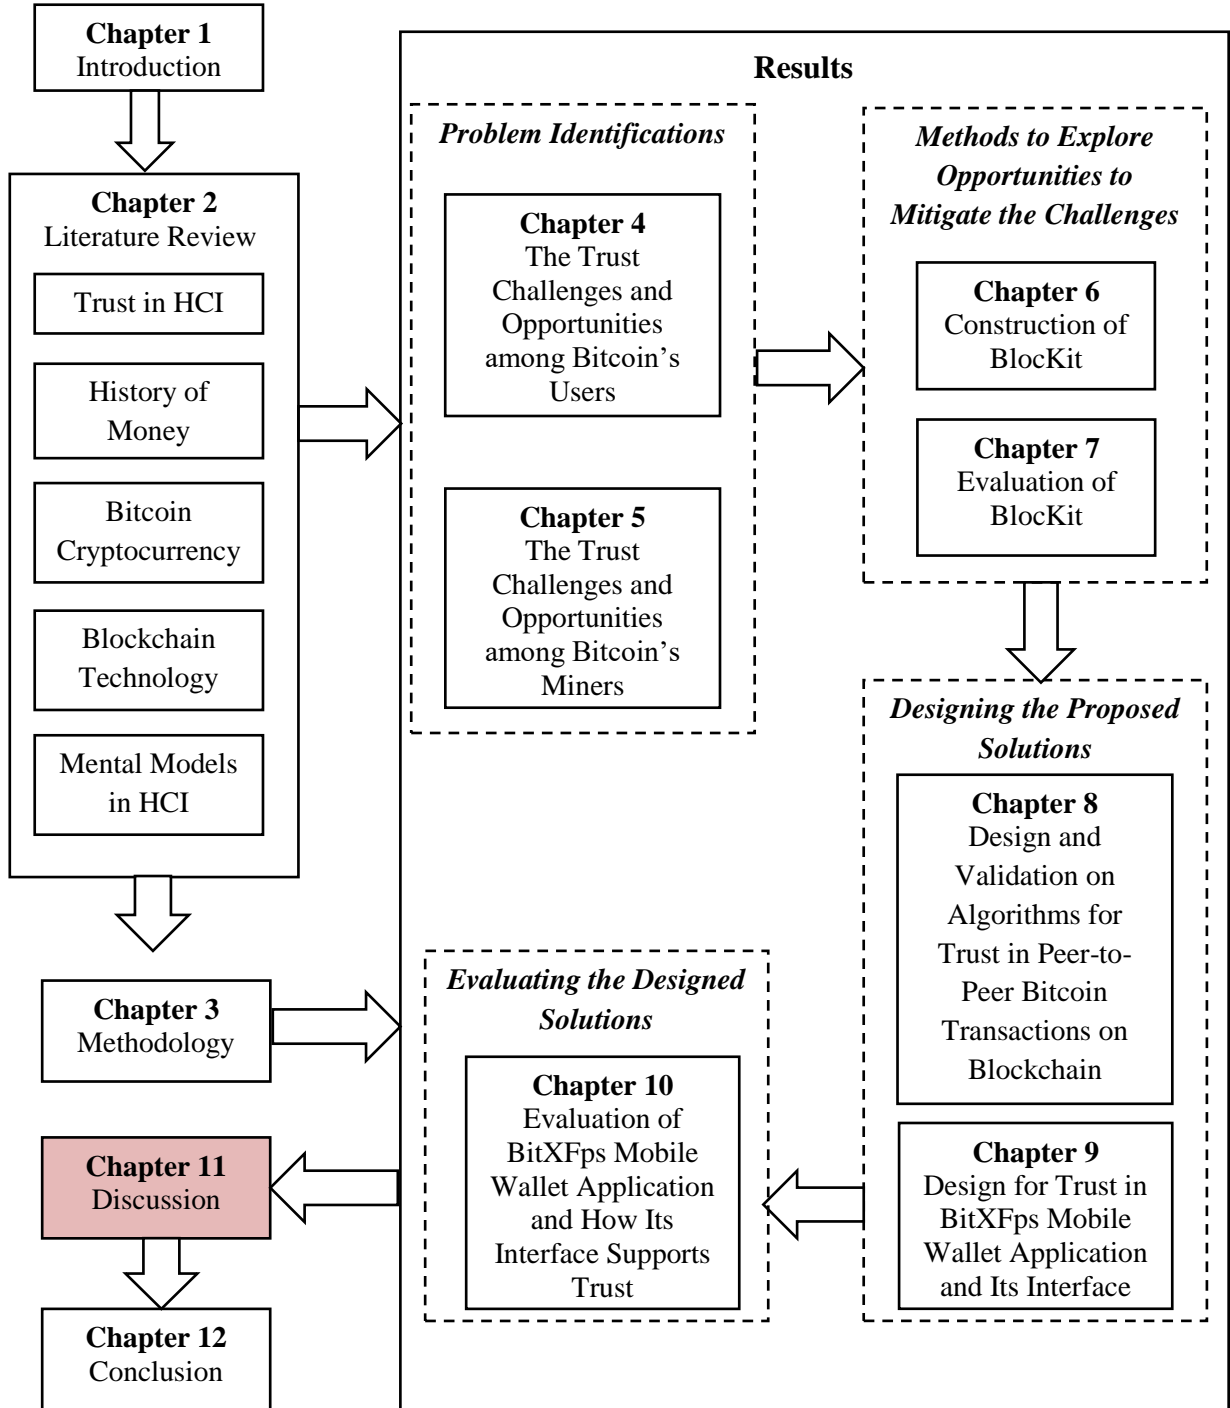 Chapter 1
Introduction
Chapter 2
Literature Review
Trust in HCI
History of
Money
Bitcoin
Cryptocurrency
Blockchain
Technology
Mental Models
in HCI
Chapter 3
Methodology
Results
Problem Identifications
Chapter 4
The Trust
Challenges and
Opportunities
among Bitcoin’s
Users
Chapter 5
The Trust
Challenges and
Opportunities
among Bitcoin’s
Miners
Methods to Explore
Opportunities to
Mitigate the Challenges
Chapter 6
Construction of
BlocKit
Chapter 7
Evaluation of
BlocKit
Designing the Proposed
Solutions
Chapter 8
Design and
Validation on
Algorithms for
Trust in Peer-to-
Peer Bitcoin
Transactions on
Blockchain
Chapter 9
Design for Trust in
BitXFps Mobile
Wallet Application
and Its Interface
Evaluating the Designed
Solutions
Chapter 10
Evaluation of
BitXFps Mobile
Wallet Application
and How Its
Interface Supports
Trust
Chapter 11
Discussion
Chapter 12
Conclusion